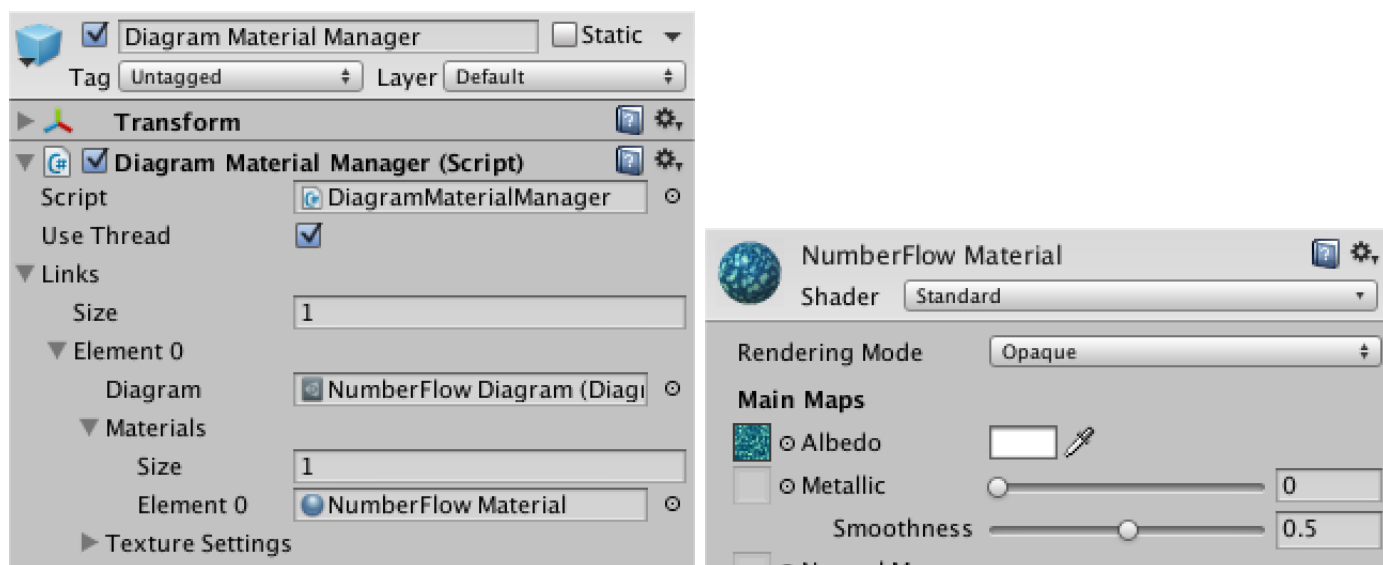 Diagram Material Manager Static
Tag Untagged Layer Default
Transform
Diagram Material Manager (Script)
Script DiagramMaterialManager
Use Thread
Links
Size 1
Element 0
Diagram NumberFlow Diagram (Diagr
Materials
Size 1
Element 0 NumberFlow Material
Texture Settings
NumberFlow Material
Shader Standard
Rendering Mode Opaque
Main Maps
Albedo
Metallic 0
Smoothness 0.5